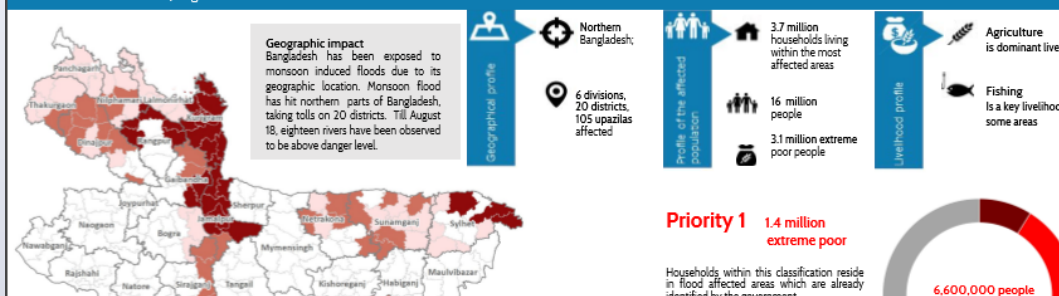 Geographic impact
Bangladesh has been exposed to
monsoon induced floods due to its
geographic location. Monsoon flood
has hit northern parts of Bangladesh,
taking tolls on 20 districts. Till August
18, eighteen rivers have been observed
to be above danger level.
Geographical profile
Northern
Bangladesh;
6 divisions,
20 districts,
105 upazilas
affected
Profile of the affected
population
3.7 million
households living
within the most
affected areas
16 million
people
3.1 million extreme
poor people
Livelihood profile
Agriculture
is dominant live
Fishing
Is a key livelihoo
some areas
Panchagarh
Thakurgaon
Nilphamari
Lalmonirhat
Kurigram
Dinajpur
Rangpur
Gaibandha
Joypurhat
Sherpur
Naogaon
Bogra
Jamalpur
Netrakona
Sunamganj
Sylhet
Nawabganj
Mymensingh
Rajshahi
Natore
Sirajganj
Tangail
Kishoreganj
Habiganj
Maulvibazar
Priority 1
1.4 million
extreme poor
Households within this classification reside
in flood affected areas which are already
identified by the government
6,600,000 people